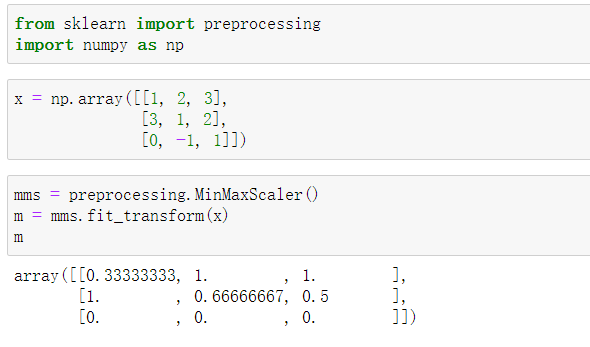 from sklearn import preprocessing
import numpy as np
x = np.array([[1, 2, 3],
[3, 1, 2],
[0, -1, 1]])
mms = preprocessing.MinMaxScaler()
m = mms.fit_transform(x)
m
array([[0.33333333, 1.        , 1.        ],
[1.        , 0.66666667, 0.5       ],
[0.        , 0.        , 0.        ]])